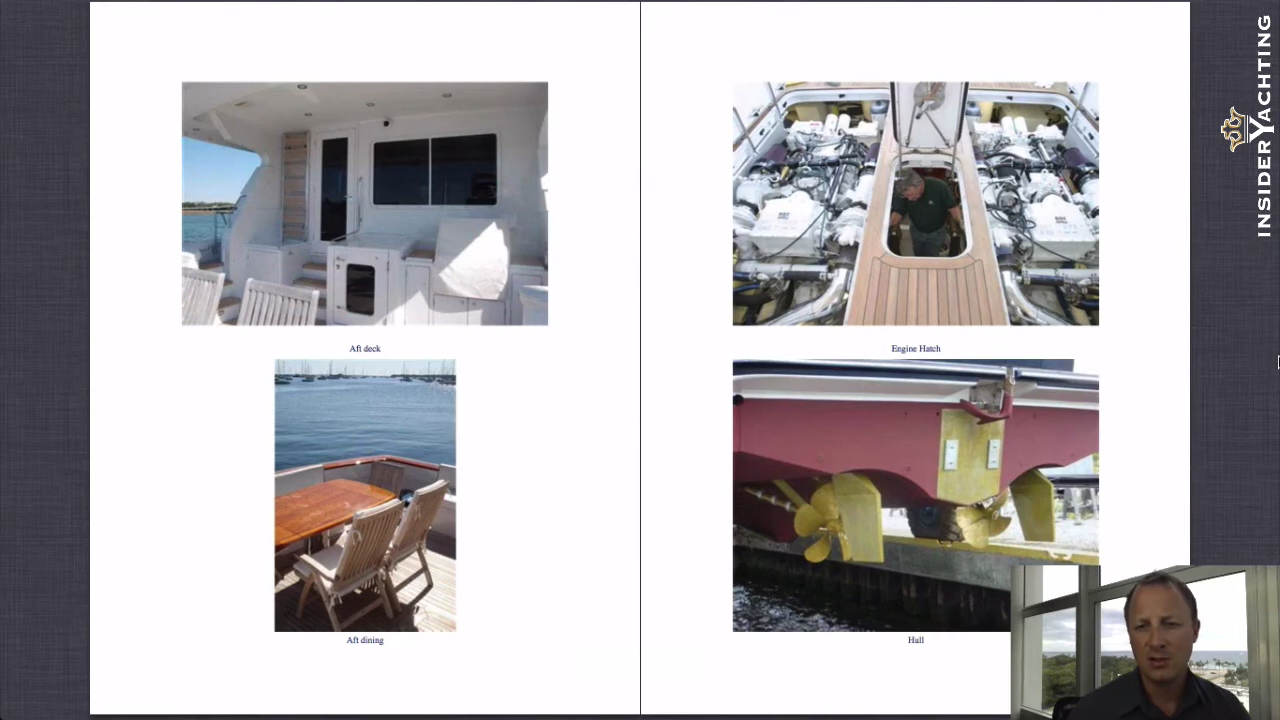 Aft deck
Aft dining
Engine Hatch
Hull
INSIDERYACHTING